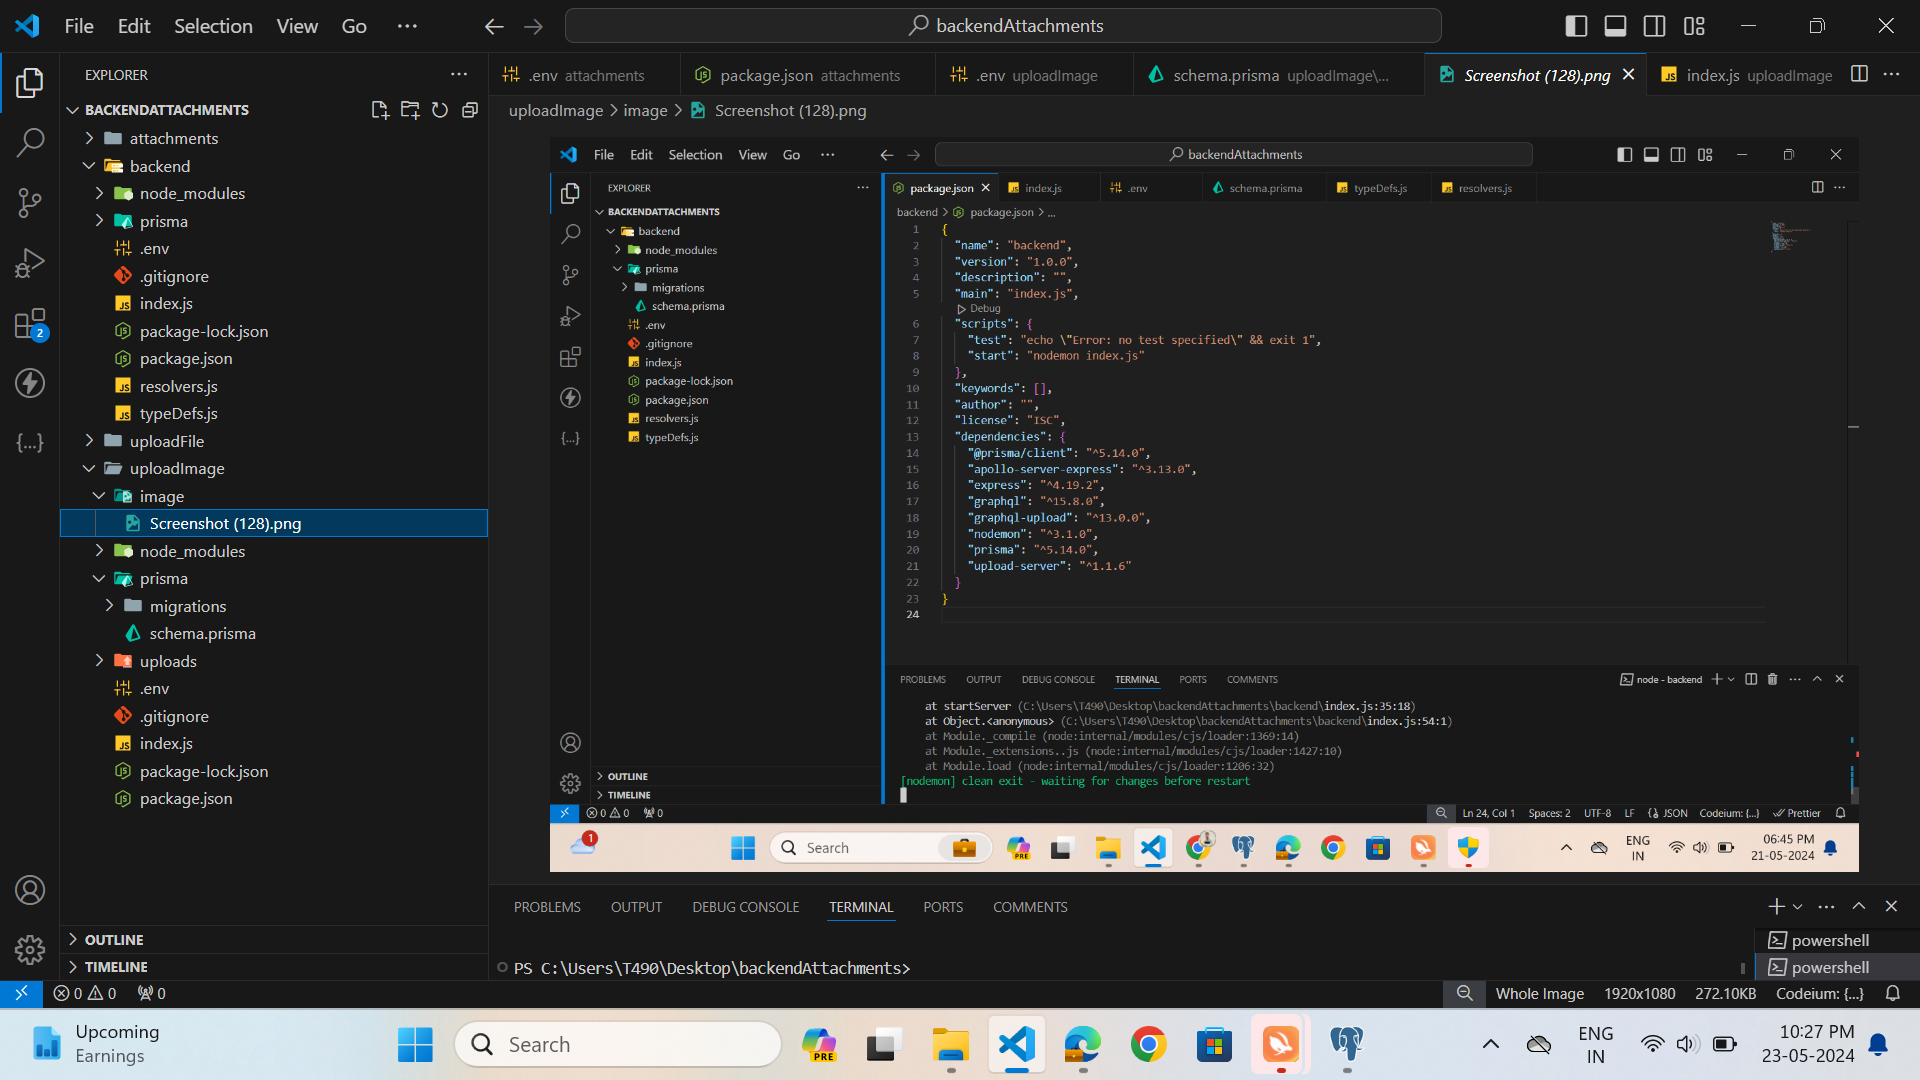 File Edit Selection View Go ... backendAttachments
EXPLORER
BACKENDATTACHMENTS
attachments
backend
node_modules
prisma
.env
.gitignore
index.js
package-lock.json
package.json
resolvers.js
typeDefs.js
uploadFile
uploadImage
image
Screenshot (128).png
node_modules
prisma
migrations
schema.prisma
uploads
.env
.gitignore
index.js
package-lock.json
package.json
OUTLINE
TIMELINE
2
.env attachments package.json attachments .env uploadImage schema.prisma uploadImage\... Screenshot (128).png index.js uploadImage
uploadImage > image > Screenshot (128).png
File Edit Selection View Go ... backendAttachments
EXPLORER
BACKENDATTACHMENTS
backend
node_modules
prisma
migrations
schema.prisma
.env
.gitignore
index.js
package-lock.json
package.json
resolvers.js
typeDefs.js
OUTLINE
TIMELINE
package.json index.js .env schema.prisma typeDefs.js resolvers.js
backend > package.json > ...
1 {
2 "name": "backend",
3 "version": "1.0.0",
4 "description": "",
5 "main": "index.js",
Debug
6 "scripts": {
7 "test": "echo \"Error: no test specified\" && exit 1",
8 "start": "nodemon index.js"
9 },
10 "keywords": [],
11 "author": "",
12 "license": "ISC",
13 "dependencies": {
14 "@prisma/client": "^5.14.0",
15 "apollo-server-express": "^3.13.0",
16 "express": "^4.19.2",
17 "graphql": "^15.8.0",
18 "graphql-upload": "^13.0.0",
19 "nodemon": "^3.1.0",
20 "prisma": "^5.14.0",
21 "upload-server": "^1.1.6"
22 }
23 }
24
PROBLEMS OUTPUT DEBUG CONSOLE TERMINAL PORTS COMMENTS node - backend
at startServer (C:\Users\T490\Desktop\backendAttachments\backend\index.js:35:18)
at Object.<anonymous> (C:\Users\T490\Desktop\backendAttachments\backend\index.js:54:1)
at Module._compile (node:internal/modules/cjs/loader:1369:14)
at Module._extensions..js (node:internal/modules/cjs/loader:1427:10)
at Module.load (node:internal/modules/cjs/loader:1206:32)
[nodemon] clean exit - waiting for changes before restart
0 0 0 Ln 24, Col 1 Spaces: 2 UTF-8 LF {} JSON Codeium: {...} Prettier
1 Search PRE ENG IN 06:45 PM 21-05-2024
PROBLEMS OUTPUT DEBUG CONSOLE TERMINAL PORTS COMMENTS
PS C:\Users\T490\Desktop\backendAttachments>
powershell
powershell
0 0 0 Whole Image 1920x1080 272.10KB Codeium: {...}
Upcoming
Earnings
Search
PRE
ENG
IN
10:27 PM
23-05-2024